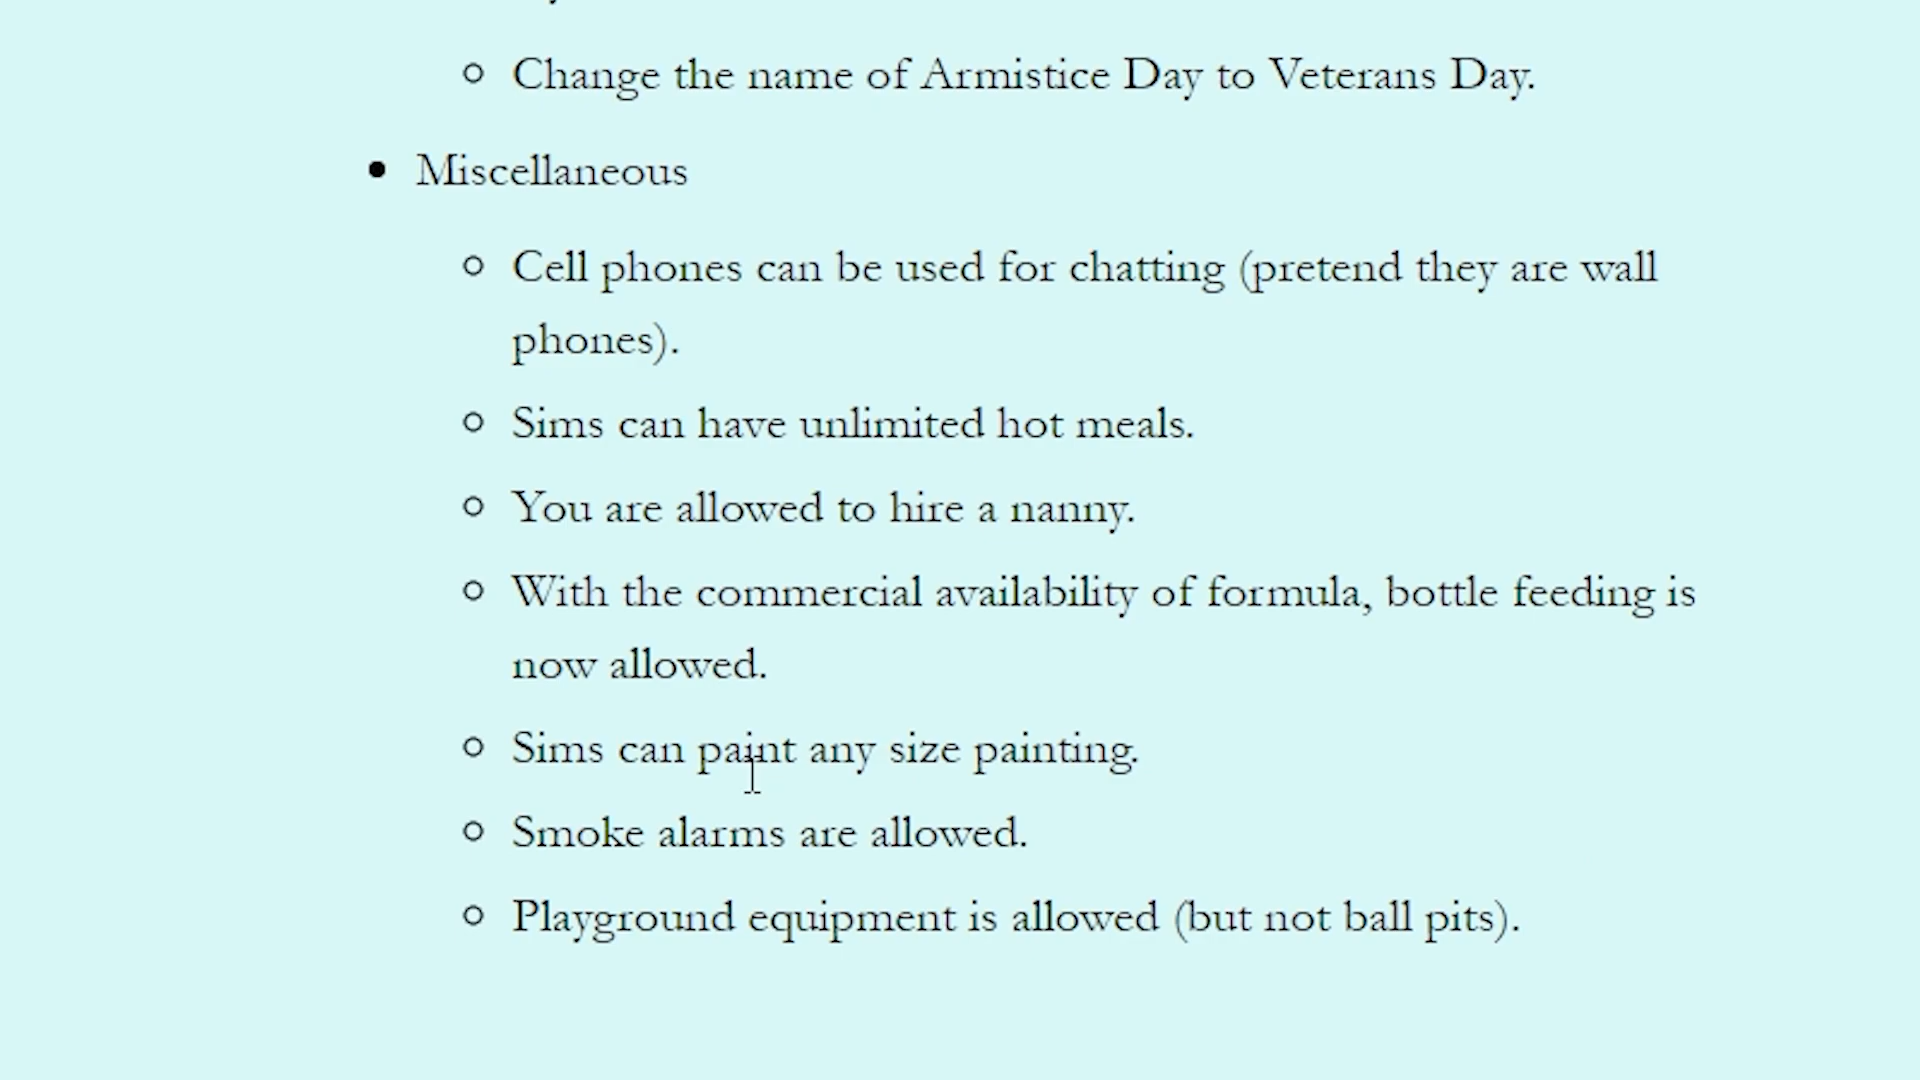 Change the name of Armistice Day to Veterans Day.
Miscellaneous
Cell phones can be used for chatting (pretend they are wall
phones).
Sims can have unlimited hot meals.
You are allowed to hire a nanny.
With the commercial availability of formula, bottle feeding is
now allowed.
Sims can paint any size painting.
Smoke alarms are allowed.
Playground equipment is allowed (but not ball pits).